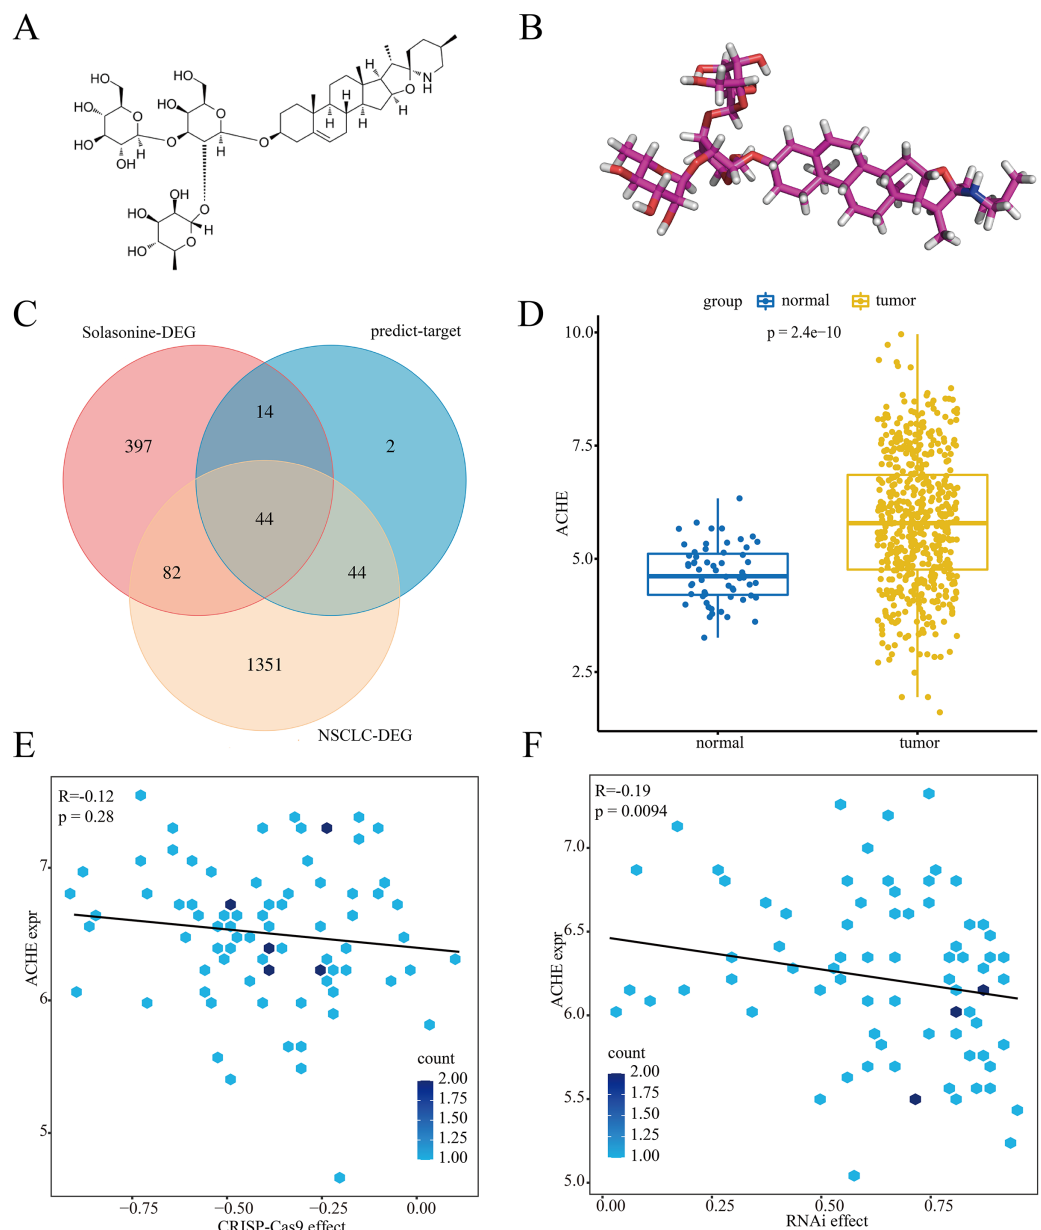 A
HO
HO
HO
O
OH
H
O
HO
HO
O
H
O
H
H
H
H
O
NH
H
OH
HO
HO
O
O
H
B
C
Solasonine-DEG
predict-target
14
397
2
44
82
44
1351
NSCLC-DEG
D
group normal tumor
p = 2.4e−10
10.0
7.5
5.0
2.5
ACHE
normal
tumor
E
R=-0.12
p = 0.28
7
6
5
ACHE expr
count
2.00
1.75
1.50
1.25
1.00
−0.75
−0.50
−0.25
0.00
CRISP-Cas9 effect
F
R=-0.19
p = 0.0094
7.0
6.5
6.0
5.5
5.0
ACHE expr
count
2.00
1.75
1.50
1.25
1.00
0.00
0.25
0.50
0.75
RNAi effect